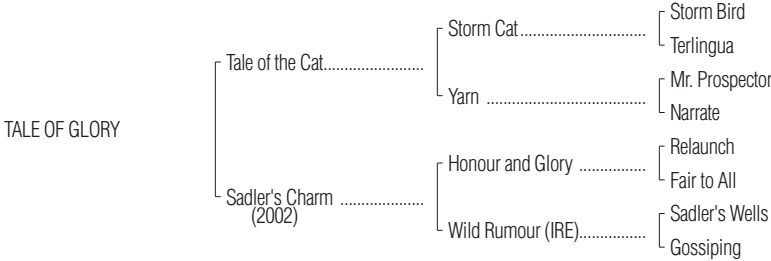 Storm Bird
Storm Cat..............................
Terlingua
Tale of the Cat........................
Mr. Prospector
Yarn ......................................
Narrate
TALE OF GLORY
Relaunch
Honour and Glory ................
Fair to All
Sadler's Charm ....................
(2002)
Sadler's Wells
Wild Rumour (IRE)................
Gossiping